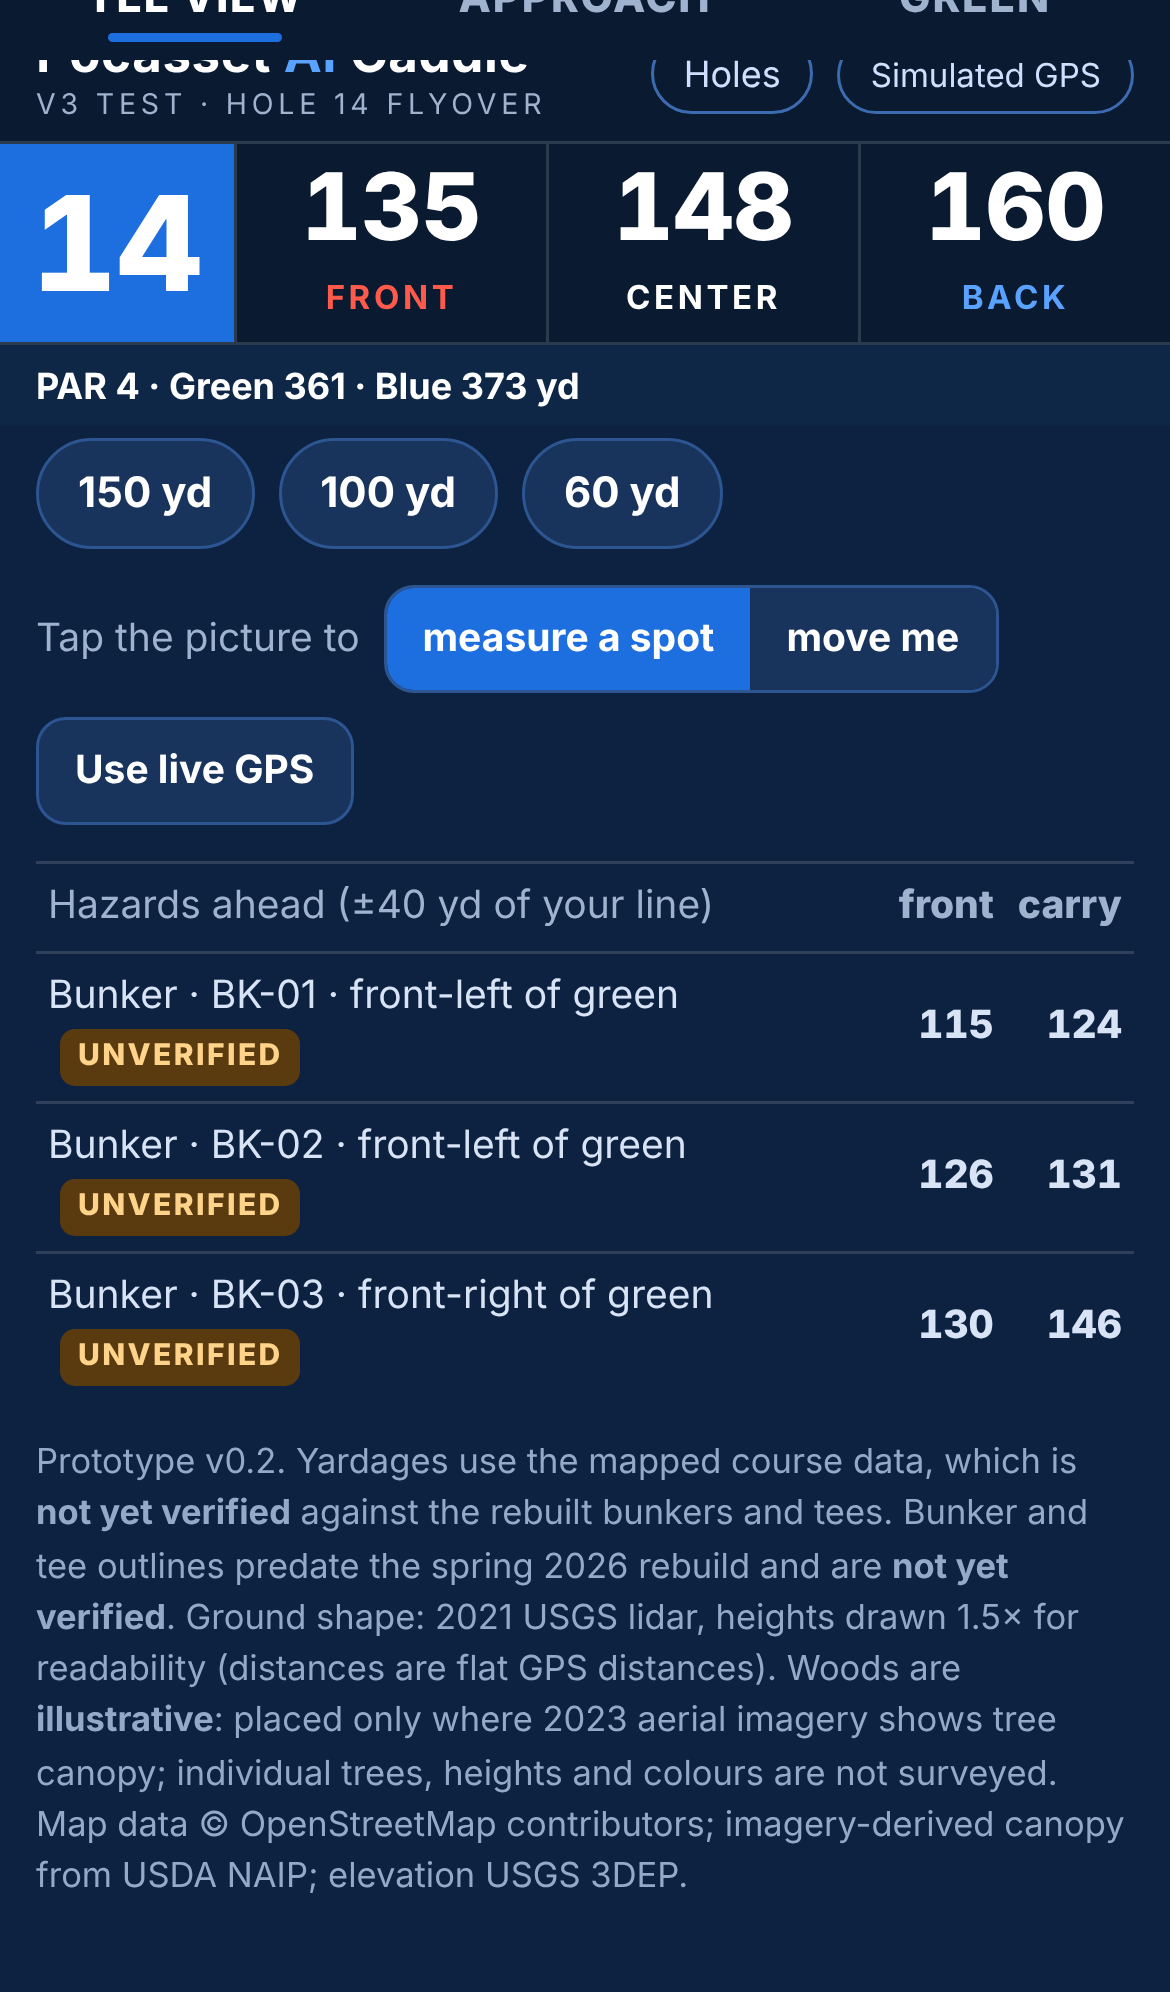 TEE VIEW APPROACH GREEN
Pocasset AI Caddie Holes Simulated GPS
V3 TEST · HOLE 14 FLYOVER
14 135 148 160
FRONT CENTER BACK
PAR 4 · Green 361 · Blue 373 yd
150 yd 100 yd 60 yd
Tap the picture to measure a spot move me
Use live GPS
Hazards ahead (±40 yd of your line) front carry
Bunker · BK-01 · front-left of green 115 124
UNVERIFIED
Bunker · BK-02 · front-left of green 126 131
UNVERIFIED
Bunker · BK-03 · front-right of green 130 146
UNVERIFIED
Prototype v0.2. Yardages use the mapped course data, which is
not yet verified against the rebuilt bunkers and tees. Bunker and
tee outlines predate the spring 2026 rebuild and are not yet
verified. Ground shape: 2021 USGS lidar, heights drawn 1.5× for
readability (distances are flat GPS distances). Woods are
illustrative: placed only where 2023 aerial imagery shows tree
canopy; individual trees, heights and colours are not surveyed.
Map data © OpenStreetMap contributors; imagery-derived canopy
from USDA NAIP; elevation USGS 3DEP.